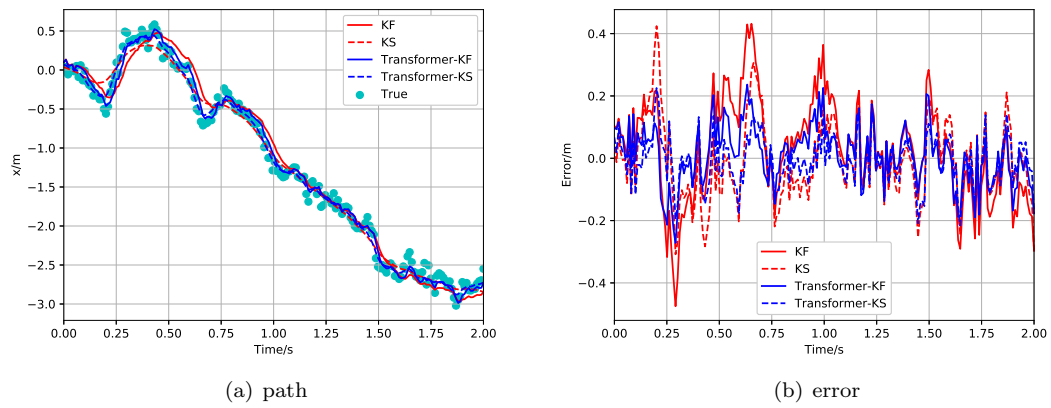 KF
KS
Transformer-KF
Transformer-KS
True
0.5
0.0
−0.5
−1.0
−1.5
−2.0
−2.5
−3.0
x/m
0.00 0.25 0.50 0.75 1.00 1.25 1.50 1.75 2.00
Time/s
(a) path
0.4
0.2
0.0
−0.2
−0.4
Error/m
KF
KS
Transformer-KF
Transformer-KS
0.00 0.25 0.50 0.75 1.00 1.25 1.50 1.75 2.00
Time/s
(b) error